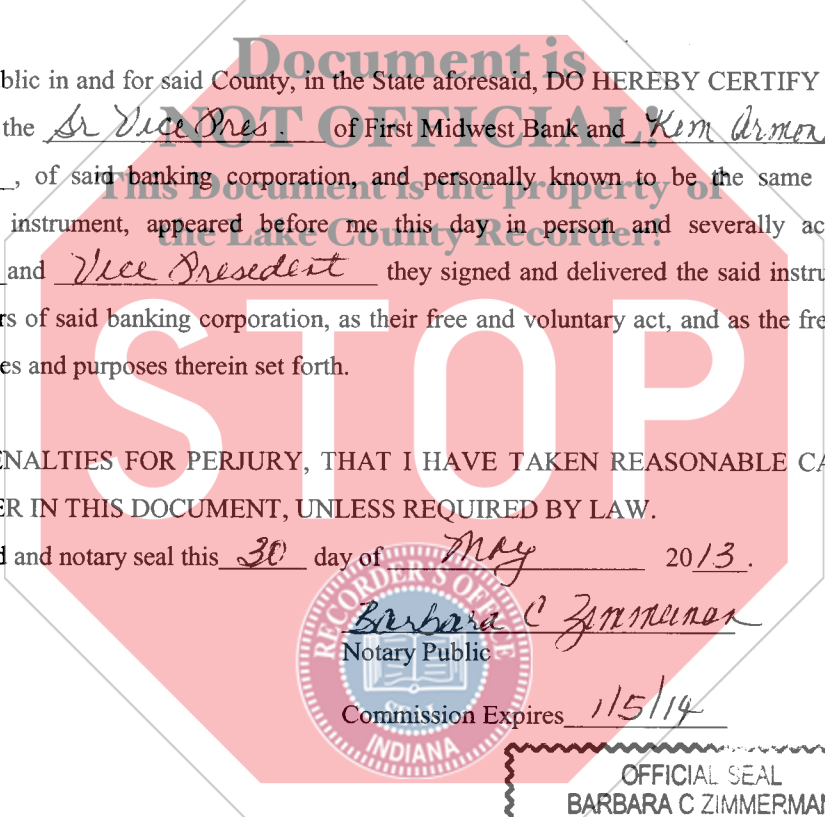 Document is
blic in and for said County, in the State aforesaid, DO HEREBY CERTIFY
NOT OFFICIAL!
the Sr Vice Pres. of First Midwest Bank and Kim Armon
This Document is the property of
, of said banking corporation, and personally known to be the same
the Lake County Recorder!
instrument, appeared before me this day in person and severally ac
and Vice Presedent they signed and delivered the said instru
rs of said banking corporation, as their free and voluntary act, and as the fre
es and purposes therein set forth.
STOP
ENALTIES FOR PERJURY, THAT I HAVE TAKEN REASONABLE CA
ER IN THIS DOCUMENT, UNLESS REQUIRED BY LAW.
d and notary seal this 30 day of May 2013.
RECORDER'S OFFICE
Barbara C Zimmerman
Notary Public
SEAL
Commission Expires 1/5/14
INDIANA
OFFICIAL SEAL
BARBARA C ZIMMERMAN